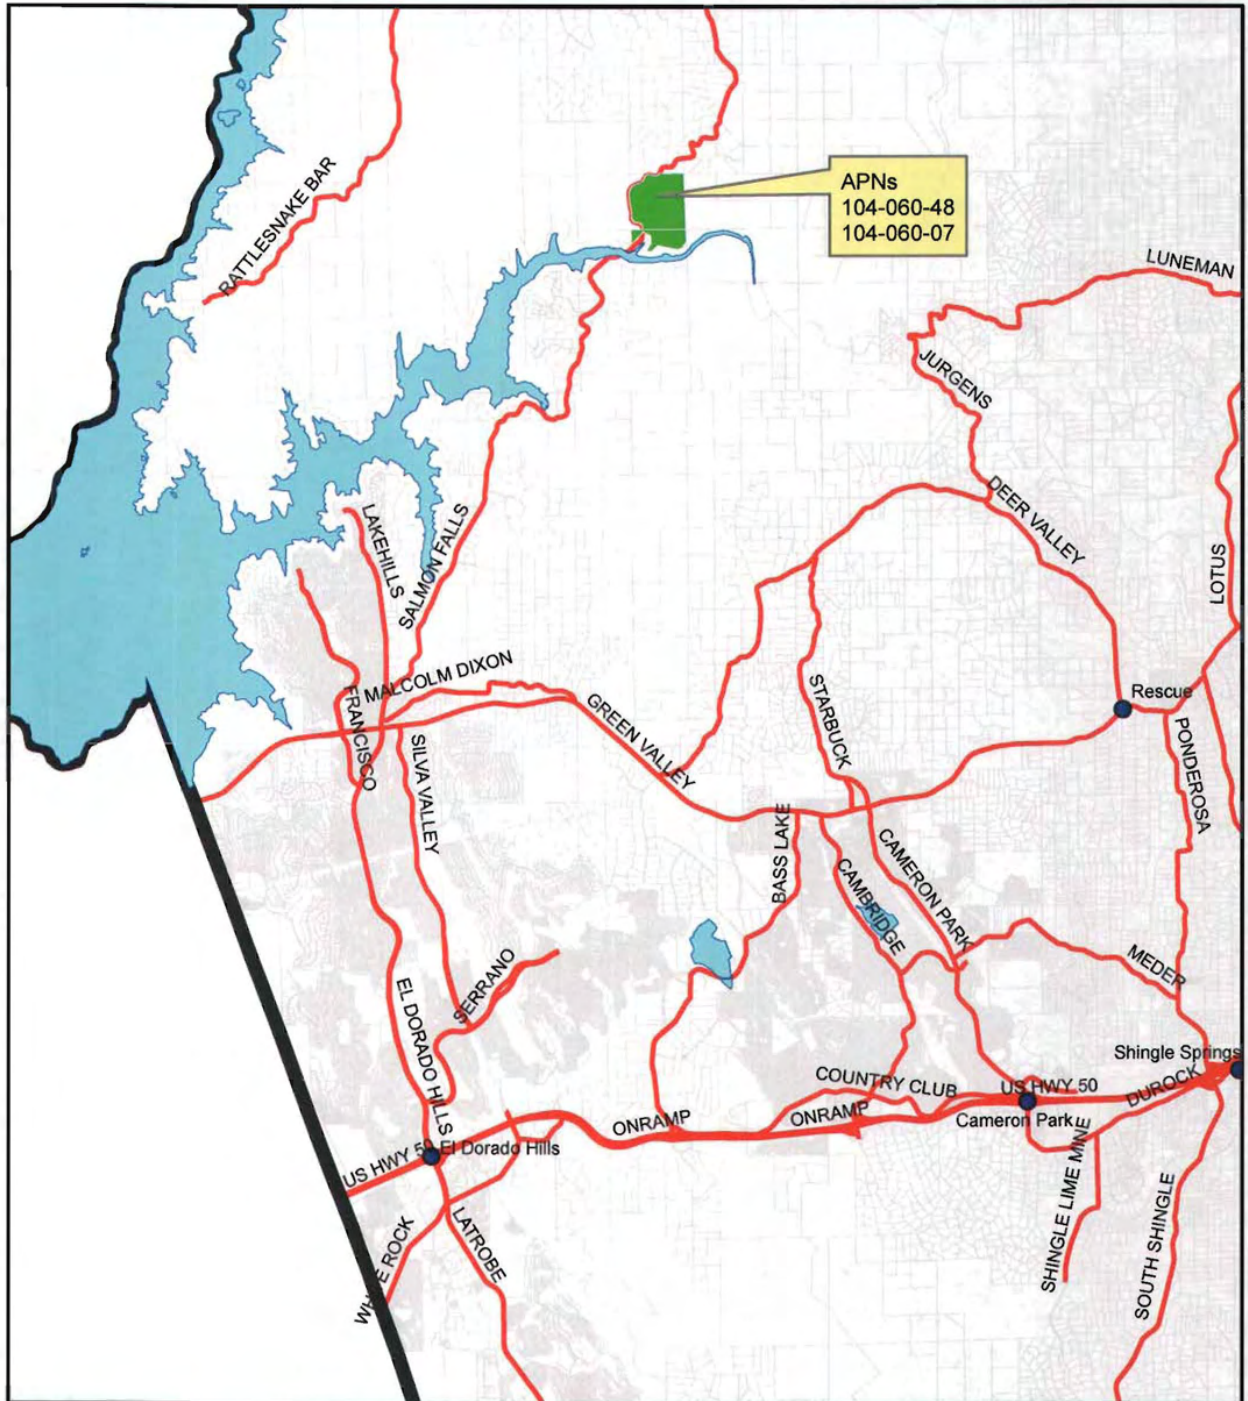 RATTLESNAKE BAR
APNs
104-060-48
104-060-07
LUNEMAN
JURGENS
DEER VALLEY
LOTUS
LAKEHILLS
SALMON FALLS
MALCOLM DIXON
FRANCISCO
GREEN VALLEY
STARBUCK
Rescue
PONDEROSA
SILVA VALLEY
BASS LAKE
CAMBRIDGE
CAMERON PARK
MEDER
EL DORADO HILLS
SERRANO
Shingle Springs
COUNTRY CLUB
US HWY 50
DUROCK
ONRAMP
ONRAMP
Cameron Park
US HWY 50
El Dorado Hills
WHITE ROCK
LATROBE
SHINGLE LIME MINE
SOUTH SHINGLE